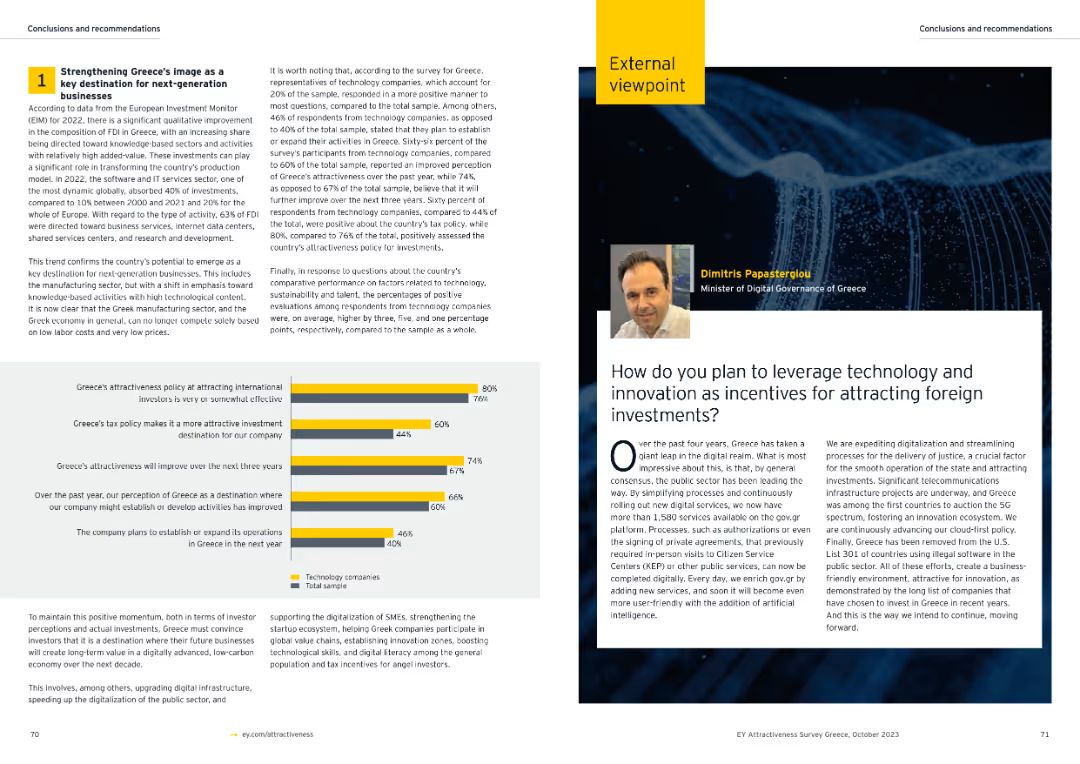 Conclusions and recommendations
1
Strengthening Greece's image as a
key destination for next-generation
businesses
According to data from the European Investment Monitor
(EIM) for 2022, there is a significant qualitative improvement
in the composition of FDI in Greece, with an increasing share
being directed toward knowledge-based sectors and activities
with relatively high added-value. These investments can play
a significant role in transforming the country's production
model. In 2022, the software and IT services sector, one of
the most dynamic globally, absorbed 40% of investments,
compared to 10% between 2000 and 2021 and 20% for the
whole of Europe. With regard to the type of activity, 63% of FDI
were directed toward business services, internet data centers,
shared services centers, and research and development.
This trend confirms the country's potential to emerge as a
key destination for next-generation businesses. This includes
the manufacturing sector, but with a shift in emphasis toward
knowledge-based activities with high technological content.
It is now clear that the Greek manufacturing sector, and the
Greek economy in general, can no longer compete solely based
on low labor costs and very low prices.
It is worth noting that, according to the survey for Greece,
representatives of technology companies, which account for
20% of the sample, responded in a more positive manner to
most questions, compared to the total sample. Among others,
46% of respondents from technology companies, as opposed
to 40% of the total sample, stated that they plan to establish
or expand their activities in Greece. Sixty-six percent of the
survey's participants from technology companies, compared
to 60% of the total sample, reported an improved perception
of Greece's attractiveness over the past year, while 74%,
as opposed to 67% of the total sample, believe that it will
further improve over the next three years. Sixty percent of
respondents from technology companies, compared to 44% of
the total, were positive about the country's tax policy, while
80%, compared to 76% of the total, positively assessed the
country's attractiveness policy for investments.
Finally, in response to questions about the country's
comparative performance on factors related to technology,
sustainability and talent, the percentages of positive
evaluations among respondents from technology companies
were, on average, higher by three, five, and one percentage
points, respectively, compared to the sample as a whole.
Greece's attractiveness policy at attracting international
investors is very or somewhat effective
80%
76%
Greece's tax policy makes it a more attractive investment
destination for our company
60%
44%
Greece's attractiveness will improve over the next three years
74%
67%
Over the past year, our perception of Greece as a destination where
our company might establish or develop activities has improved
66%
60%
The company plans to establish or expand its operations
in Greece in the next year
46%
40%
Technology companies
Total sample
To maintain this positive momentum, both in terms of investor
perceptions and actual investments, Greece must convince
investors that it is a destination where their future businesses
will create long-term value in a digitally advanced, low-carbon
economy over the next decade.
This involves, among others, upgrading digital infrastructure,
speeding up the digitalization of the public sector, and
supporting the digitalization of SMEs, strengthening the
startup ecosystem, helping Greek companies participate in
global value chains, establishing innovation zones, boosting
technological skills, and digital literacy among the general
population and tax incentives for angel investors.
70
→ ey.com/attractiveness
Conclusions and recommendations
External
viewpoint
Dimitris Papastergiou
Minister of Digital Governance of Greece
How do you plan to leverage technology and
innovation as incentives for attracting foreign
investments?
Over the past four years, Greece has taken a
giant leap in the digital realm. What is most
impressive about this, is that, by general
consensus, the public sector has been leading the
way. By simplifying processes and continuously
rolling out new digital services, we now have
more than 1,580 services available on the gov.gr
platform. Processes, such as authorizations or even
the signing of private agreements, that previously
required in-person visits to Citizen Service
Centers (KEP) or other public services, can now be
completed digitally. Every day, we enrich gov.gr by
adding new services, and soon it will become even
more user-friendly with the addition of artificial
intelligence.
We are expediting digitalization and streamlining
processes for the delivery of justice, a crucial factor
for the smooth operation of the state and attracting
investments. Significant telecommunications
infrastructure projects are underway, and Greece
was among the first countries to auction the 5G
spectrum, fostering an innovation ecosystem. We
are continuously advancing our cloud-first policy.
Finally, Greece has been removed from the U.S.
List 301 of countries using illegal software in the
public sector. All of these efforts, create a business-
friendly environment, attractive for innovation, as
demonstrated by the long list of companies that
have chosen to invest in Greece in recent years.
And this is the way we intend to continue, moving
forward.
EY Attractiveness Survey Greece, October 2023
71